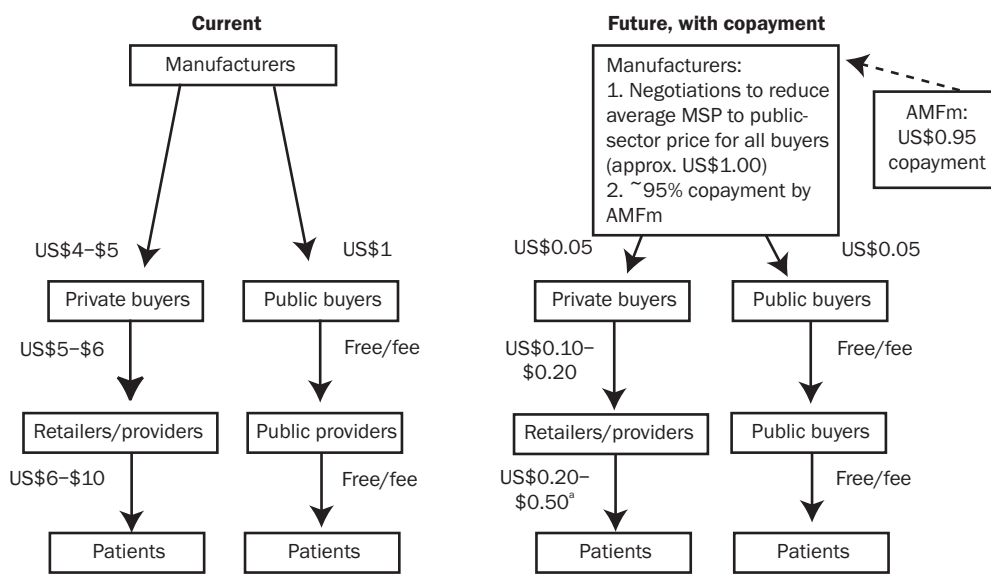 Current
Manufacturers
US$4–$5
US$1
Private buyers
Public buyers
US$5–$6
Free/fee
Retailers/providers
Public providers
US$6–$10
Free/fee
Patients
Patients
Future, with copayment
Manufacturers:
1. Negotiations to reduce
average MSP to public-
sector price for all buyers
(approx. US$1.00)
2. ~95% copayment by
AMFm
AMFm:
US$0.95
copayment
US$0.05
US$0.05
Private buyers
Public buyers
US$0.10–
$0.20
Free/fee
Retailers/providers
Public buyers
US$0.20–
$0.50ª
Free/fee
Patients
Patients